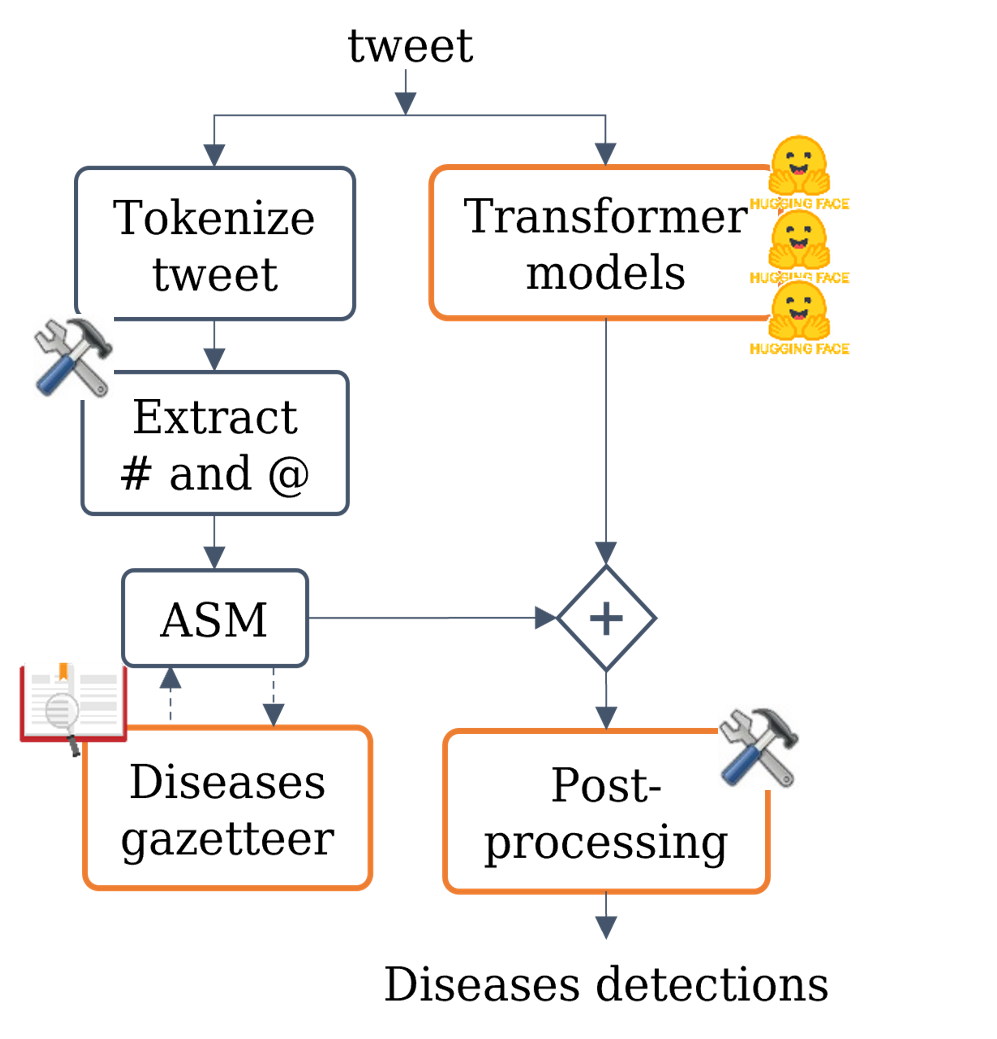 tweet
Tokenize
tweet
Transformer
models
HUGGING FACE
HUGGING FACE
HUGGING FACE
Extract
# and @
ASM
+
Diseases
gazetteer
Post-
processing
Diseases detections